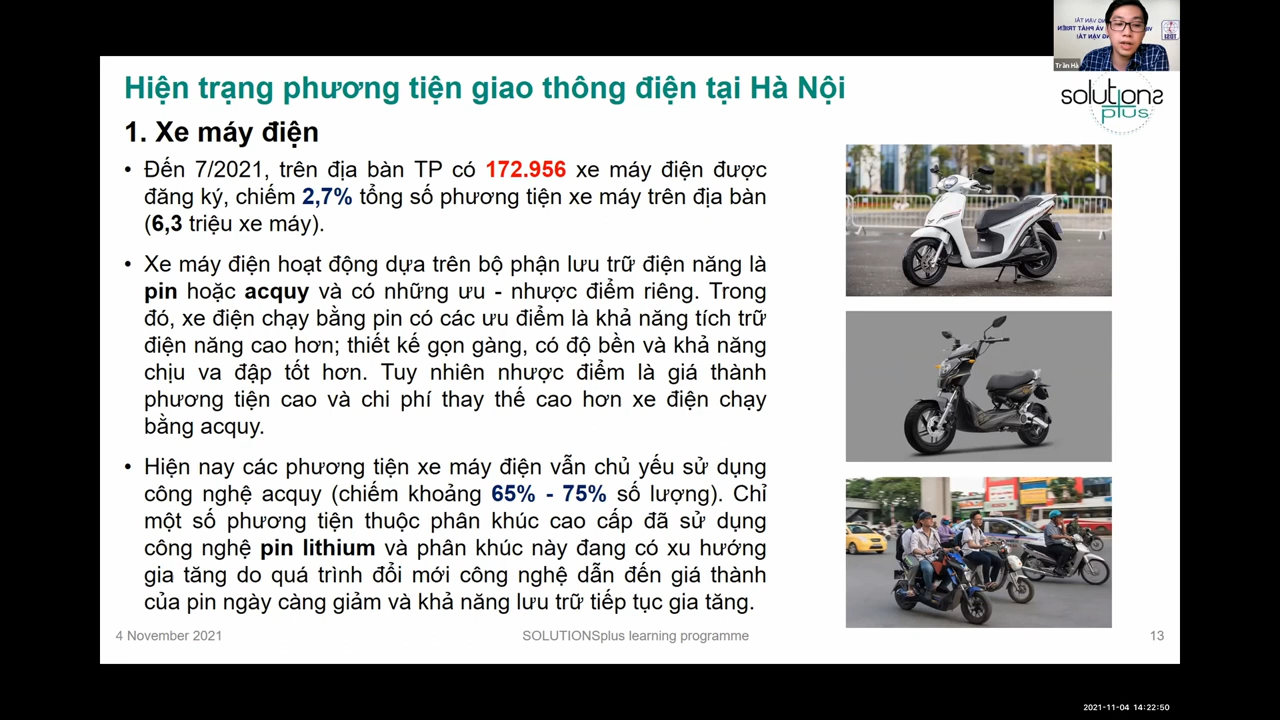 Hiện trạng phương tiện giao thông điện tại Hà Nội
solutions
plus
1. Xe máy điện
• Đến 7/2021, trên địa bàn TP có 172.956 xe máy điện được
đăng ký, chiếm 2,7% tổng số phương tiện xe máy trên địa bàn
(6,3 triệu xe máy).
• Xe máy điện hoạt động dựa trên bộ phận lưu trữ điện năng là
pin hoặc acquy và có những ưu - nhược điểm riêng. Trong
đó, xe điện chạy bằng pin có các ưu điểm là khả năng tích trữ
điện năng cao hơn; thiết kế gọn gàng, có độ bền và khả năng
chịu va đập tốt hơn. Tuy nhiên nhược điểm là giá thành
phương tiện cao và chi phí thay thế cao hơn xe điện chạy
bằng acquy.
• Hiện nay các phương tiện xe máy điện vẫn chủ yếu sử dụng
công nghệ acquy (chiếm khoảng 65% - 75% số lượng). Chỉ
một số phương tiện thuộc phân khúc cao cấp đã sử dụng
công nghệ pin lithium và phân khúc này đang có xu hướng
gia tăng do quá trình đổi mới công nghệ dẫn đến giá thành
của pin ngày càng giảm và khả năng lưu trữ tiếp tục gia tăng.
4 November 2021
SOLUTIONSplus learning programme
13
2021-11-04 14:22:50